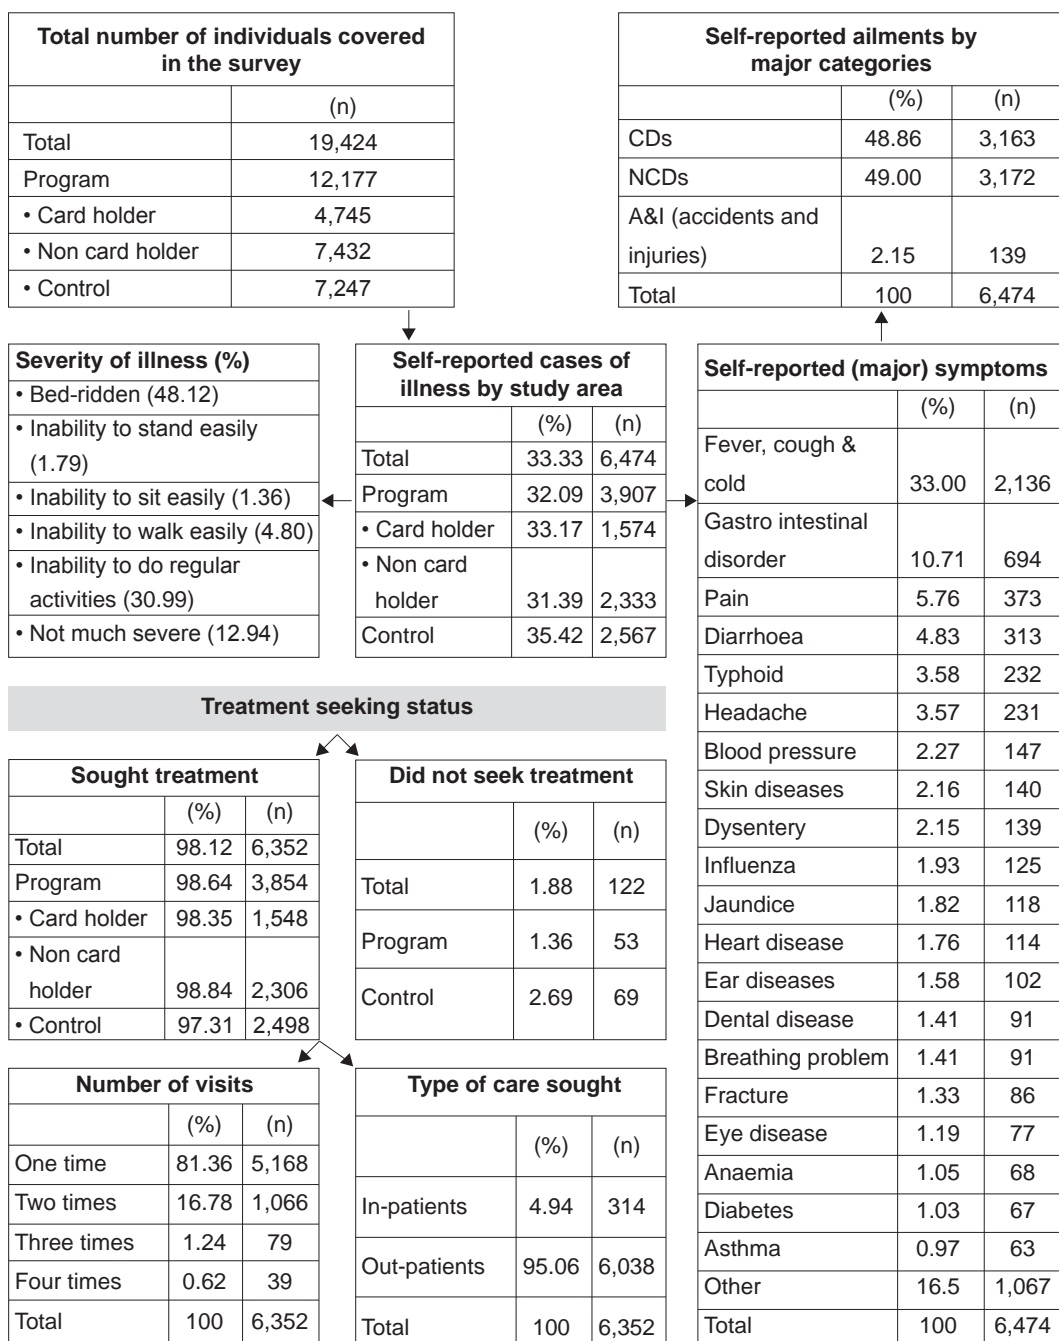 Total number of individuals covered
in the survey
(n)
Total 19,424
Program 12,177
• Card holder 4,745
• Non card holder 7,432
• Control 7,247
Self-reported ailments by
major categories
(%) (n)
CDs 48.86 3,163
NCDs 49.00 3,172
A&I (accidents and
injuries) 2.15 139
Total 100 6,474
Severity of illness (%)
• Bed-ridden (48.12)
• Inability to stand easily
(1.79)
• Inability to sit easily (1.36)
• Inability to walk easily (4.80)
• Inability to do regular
activities (30.99)
• Not much severe (12.94)
Self-reported cases of
illness by study area
(%) (n)
Total 33.33 6,474
Program 32.09 3,907
• Card holder 33.17 1,574
• Non card
holder 31.39 2,333
Control 35.42 2,567
Self-reported (major) symptoms
(%) (n)
Fever, cough &
cold 33.00 2,136
Gastro intestinal
disorder 10.71 694
Pain 5.76 373
Diarrhoea 4.83 313
Typhoid 3.58 232
Headache 3.57 231
Blood pressure 2.27 147
Skin diseases 2.16 140
Dysentery 2.15 139
Influenza 1.93 125
Jaundice 1.82 118
Heart disease 1.76 114
Ear diseases 1.58 102
Dental disease 1.41 91
Breathing problem 1.41 91
Fracture 1.33 86
Eye disease 1.19 77
Anaemia 1.05 68
Diabetes 1.03 67
Asthma 0.97 63
Other 16.5 1,067
Total 100 6,474
Treatment seeking status
Sought treatment
(%) (n)
Total 98.12 6,352
Program 98.64 3,854
• Card holder 98.35 1,548
• Non card
holder 98.84 2,306
• Control 97.31 2,498
Did not seek treatment
(%) (n)
Total 1.88 122
Program 1.36 53
Control 2.69 69
Number of visits
(%) (n)
One time 81.36 5,168
Two times 16.78 1,066
Three times 1.24 79
Four times 0.62 39
Total 100 6,352
Type of care sought
(%) (n)
In-patients 4.94 314
Out-patients 95.06 6,038
Total 100 6,352